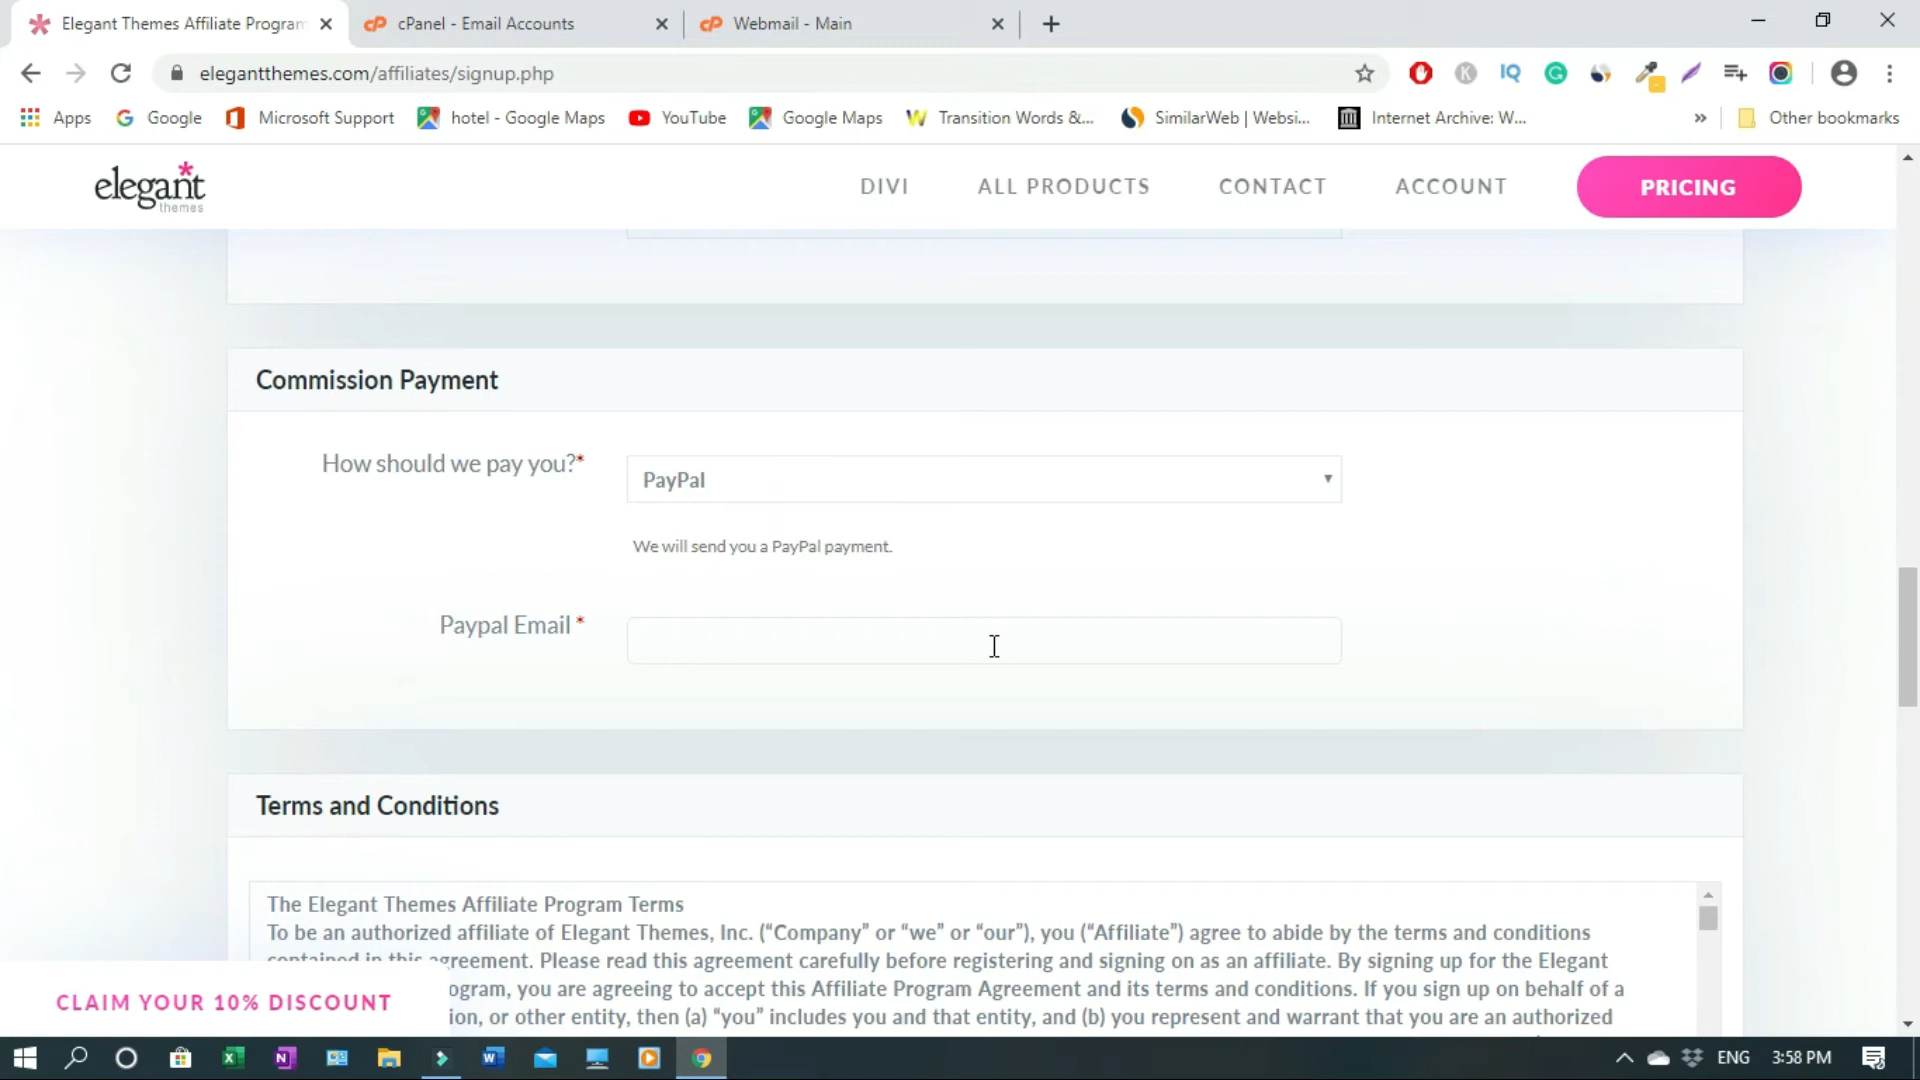 Elegant Themes Affiliate Program
cPanel - Email Accounts
Webmail - Main
elegantthemes.com/affiliates/signup.php
Apps
Google
Microsoft Support
hotel - Google Maps
YouTube
Google Maps
Transition Words &...
SimilarWeb | Websi...
Internet Archive: W...
»
Other bookmarks
elegant
themes
DIVI
ALL PRODUCTS
CONTACT
ACCOUNT
PRICING
Commission Payment
How should we pay you?*
PayPal
We will send you a PayPal payment.
Paypal Email *
Terms and Conditions
The Elegant Themes Affiliate Program Terms
To be an authorized affiliate of Elegant Themes, Inc. (“Company” or “we” or “our”), you (“Affiliate”) agree to abide by the terms and conditions
contained in this agreement. Please read this agreement carefully before registering and signing on as an affiliate. By signing up for the Elegant
ogram, you are agreeing to accept this Affiliate Program Agreement and its terms and conditions. If you sign up on behalf of a
ion, or other entity, then (a) “you” includes you and that entity, and (b) you represent and warrant that you are an authorized
CLAIM YOUR 10% DISCOUNT
ENG
3:58 PM